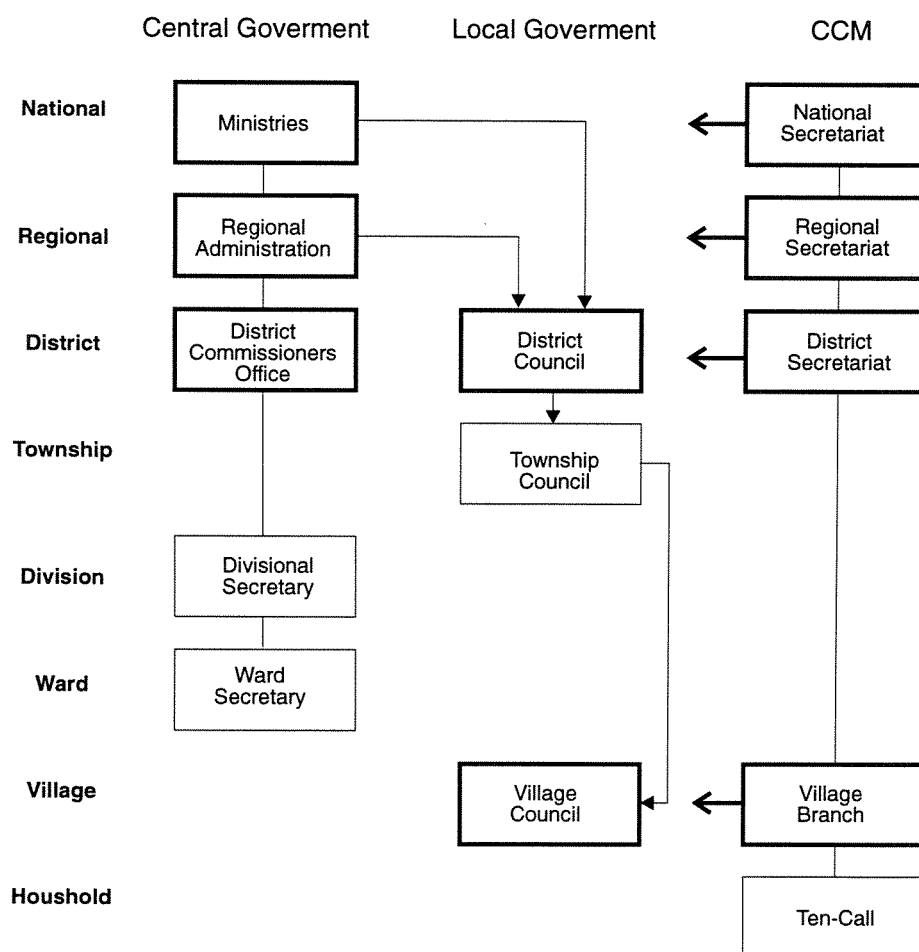 Central Goverment Local Goverment CCM
National
Ministries
National
Secretariat
Regional
Regional
Administration
Regional
Secretariat
District
District
Commissioners
Office
District
Council
District
Secretariat
Township
Township
Council
Division
Divisional
Secretary
Ward
Ward
Secretary
Village
Village
Council
Village
Branch
Houshold
Ten-Call